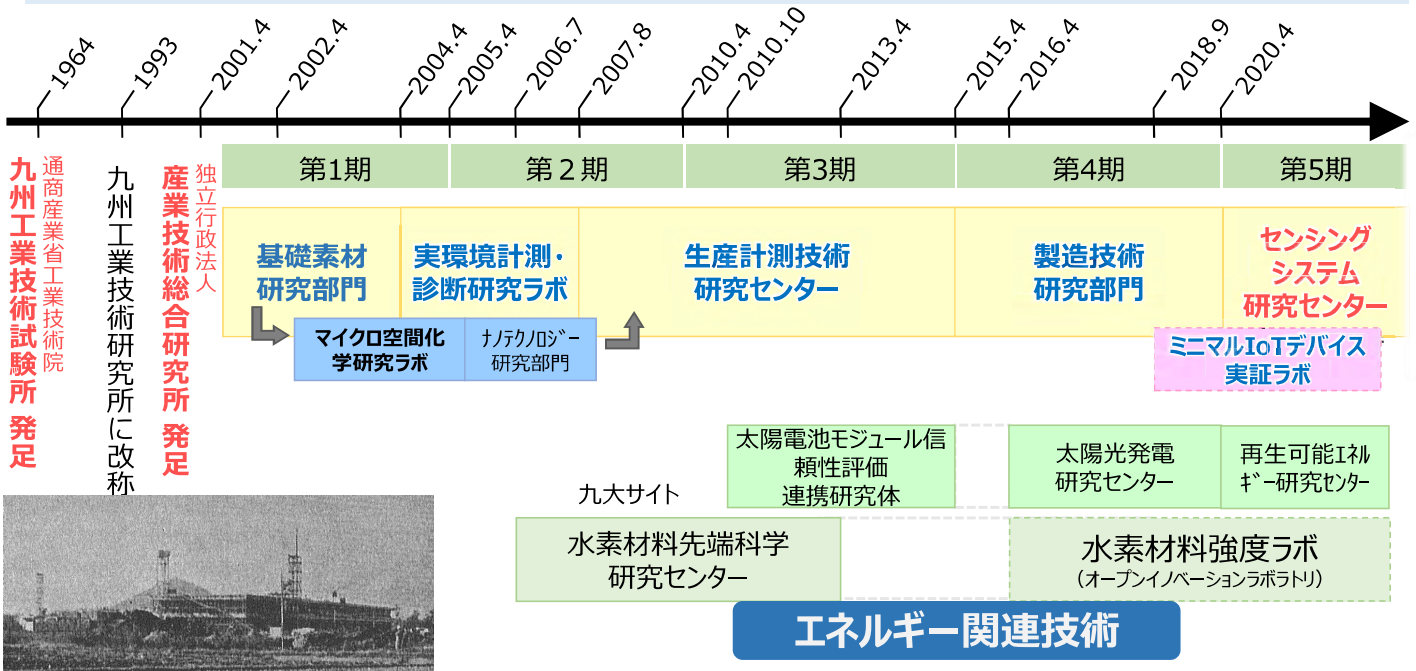 1964
1993
2001.4
2002.4
2004.4
2005.4
2006.7
2007.8
2010.4
2010.10
2013.4
2015.4
2016.4
2018.9
2020.4
通商産業省工業技術院
九州工業技術試験所 発足
九州工業技術研究所に改称
独立行政法人
産業技術総合研究所 発足
第1期
第２期
第3期
第4期
第5期
基礎素材
研究部門
実環境計測・
診断研究ラボ
生産計測技術
研究センター
製造技術
研究部門
センシング
システム
研究センター
マイクロ空間化
学研究ラボ
ﾅﾉﾃｸﾉﾛｼﾞｰ
研究部門
ミニマルIoTデバイス
実証ラボ
太陽電池モジュール信
頼性評価
連携研究体
太陽光発電
研究センター
再生可能ｴﾈﾙ
ｷﾞｰ研究ｾﾝﾀｰ
九大サイト
水素材料先端科学
研究センター
水素材料強度ラボ
（オープンイノベーションラボラトリ）
エネルギー関連技術